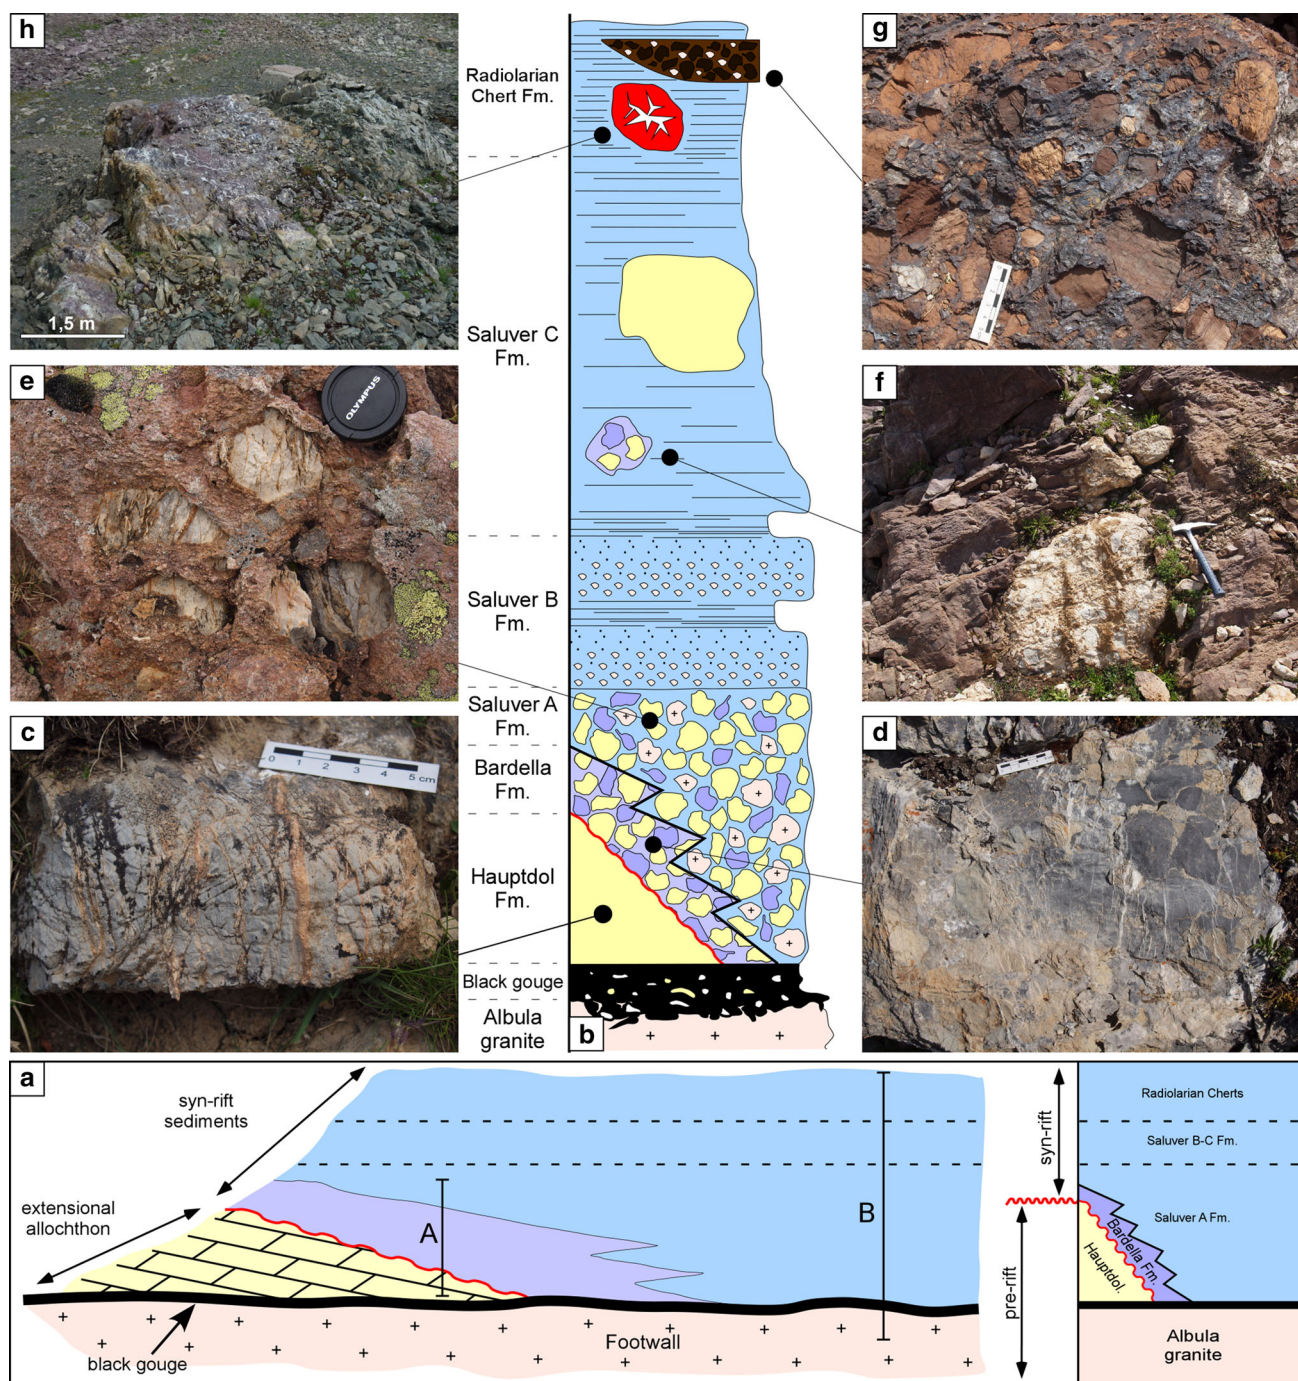 h
1,5 m
e
OLYMPUS
c
0 1 2 3 4 5 cm
Radiolarian
Chert Fm.
Saluver C
Fm.
Saluver B
Fm.
Saluver A
Fm.
Bardella
Fm.
Hauptdol
Fm.
Black gouge
Albula
granite
b
g
f
d
a
syn-rift
sediments
extensional
allochthon
black gouge
A
B
Footwall
syn-rift
pre-rift
Radiolarian Cherts
Saluver B-C Fm.
Saluver A Fm.
Bardella Fm.
Hauptdol.
Albula
granite